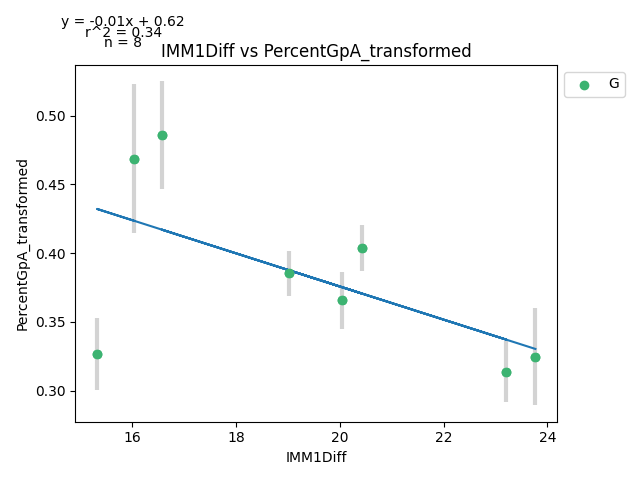 y = -0.01x + 0.62
r^2 = 0.34
n = 8
IMM1Diff vs PercentGpA_transformed
G
PercentGpA_transformed
0.50
0.45
0.40
0.35
0.30
16 18 20 22 24
IMM1Diff